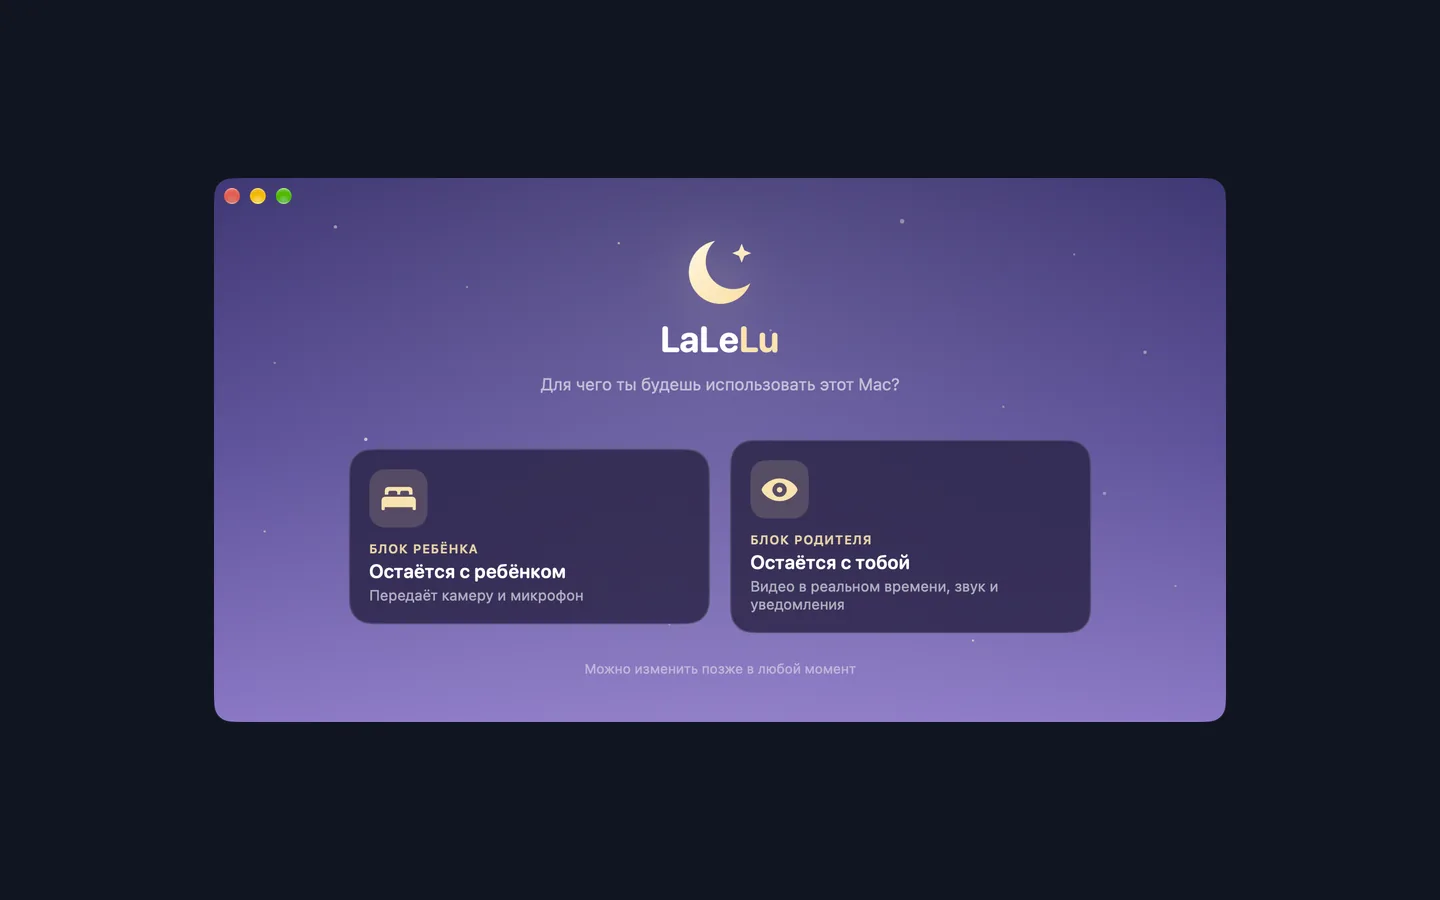 LaLeLu
Для чего ты будешь использовать этот Mac?
БЛОК РЕБЁНКА
Остаётся с ребёнком
Передаёт камеру и микрофон
БЛОК РОДИТЕЛЯ
Остаётся с тобой
Видео в реальном времени, звук и
уведомления
Можно изменить позже в любой момент